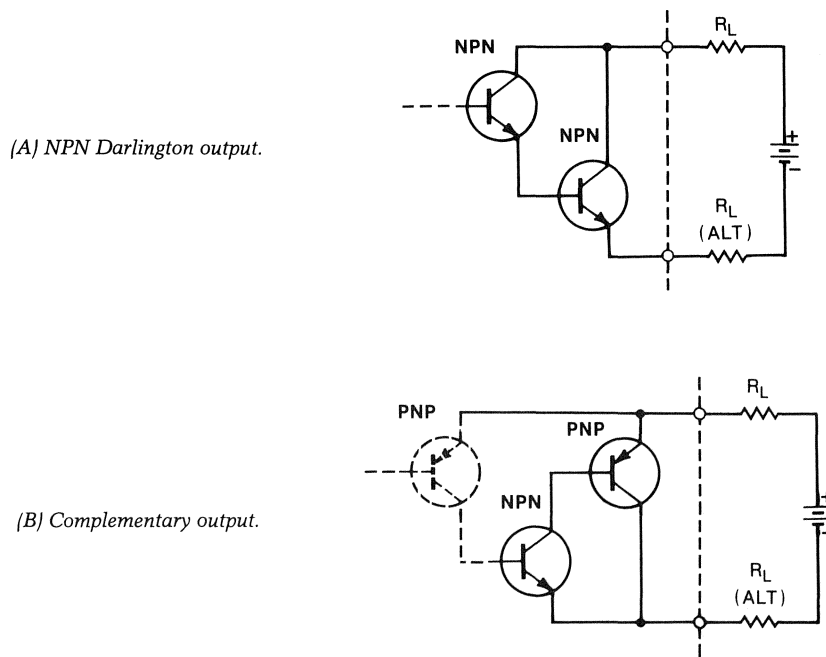 NPN
R_L
(A) NPN Darlington output.
NPN
+
−
R_L
(ALT)
PNP
R_L
PNP
NPN
+
−
(B) Complementary output.
R_L
(ALT)